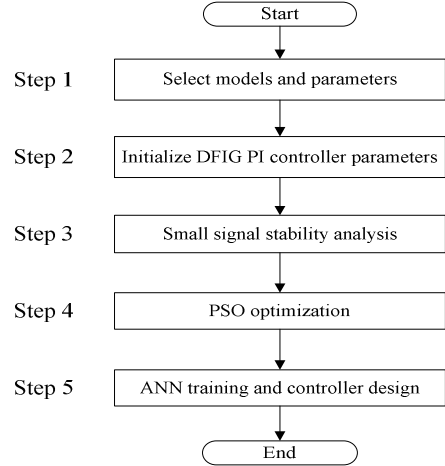 Start
Step 1
Select models and parameters
Step 2
Initialize DFIG PI controller parameters
Step 3
Small signal stability analysis
Step 4
PSO optimization
Step 5
ANN training and controller design
End